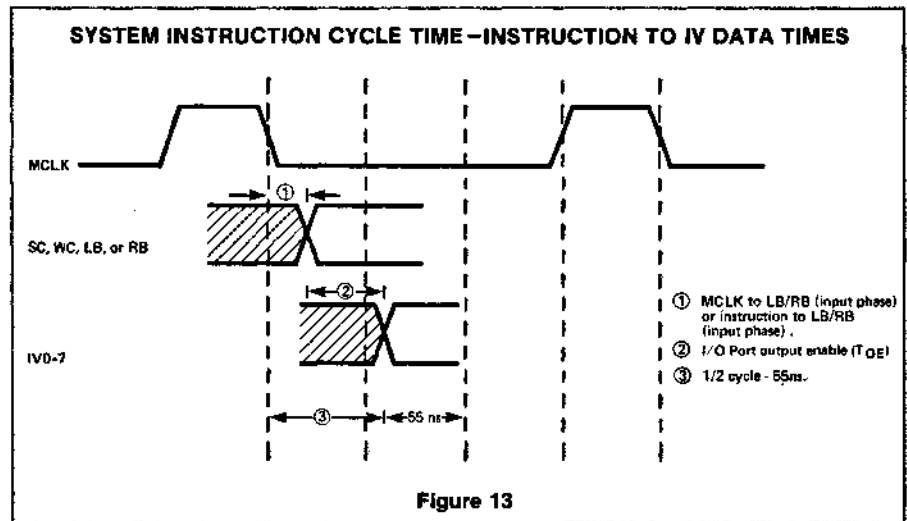 SYSTEM INSTRUCTION CYCLE TIME—INSTRUCTION TO IV DATA TIMES
MCLK
①
SC, WC, LB, or RB
②
IV0-7
③
55 ns
① MCLK to LB/RB (input phase)
or instruction to LB/RB
(input phase).
② I/O Port output enable (TOE)
③ 1/2 cycle - 55ns.
Figure 13